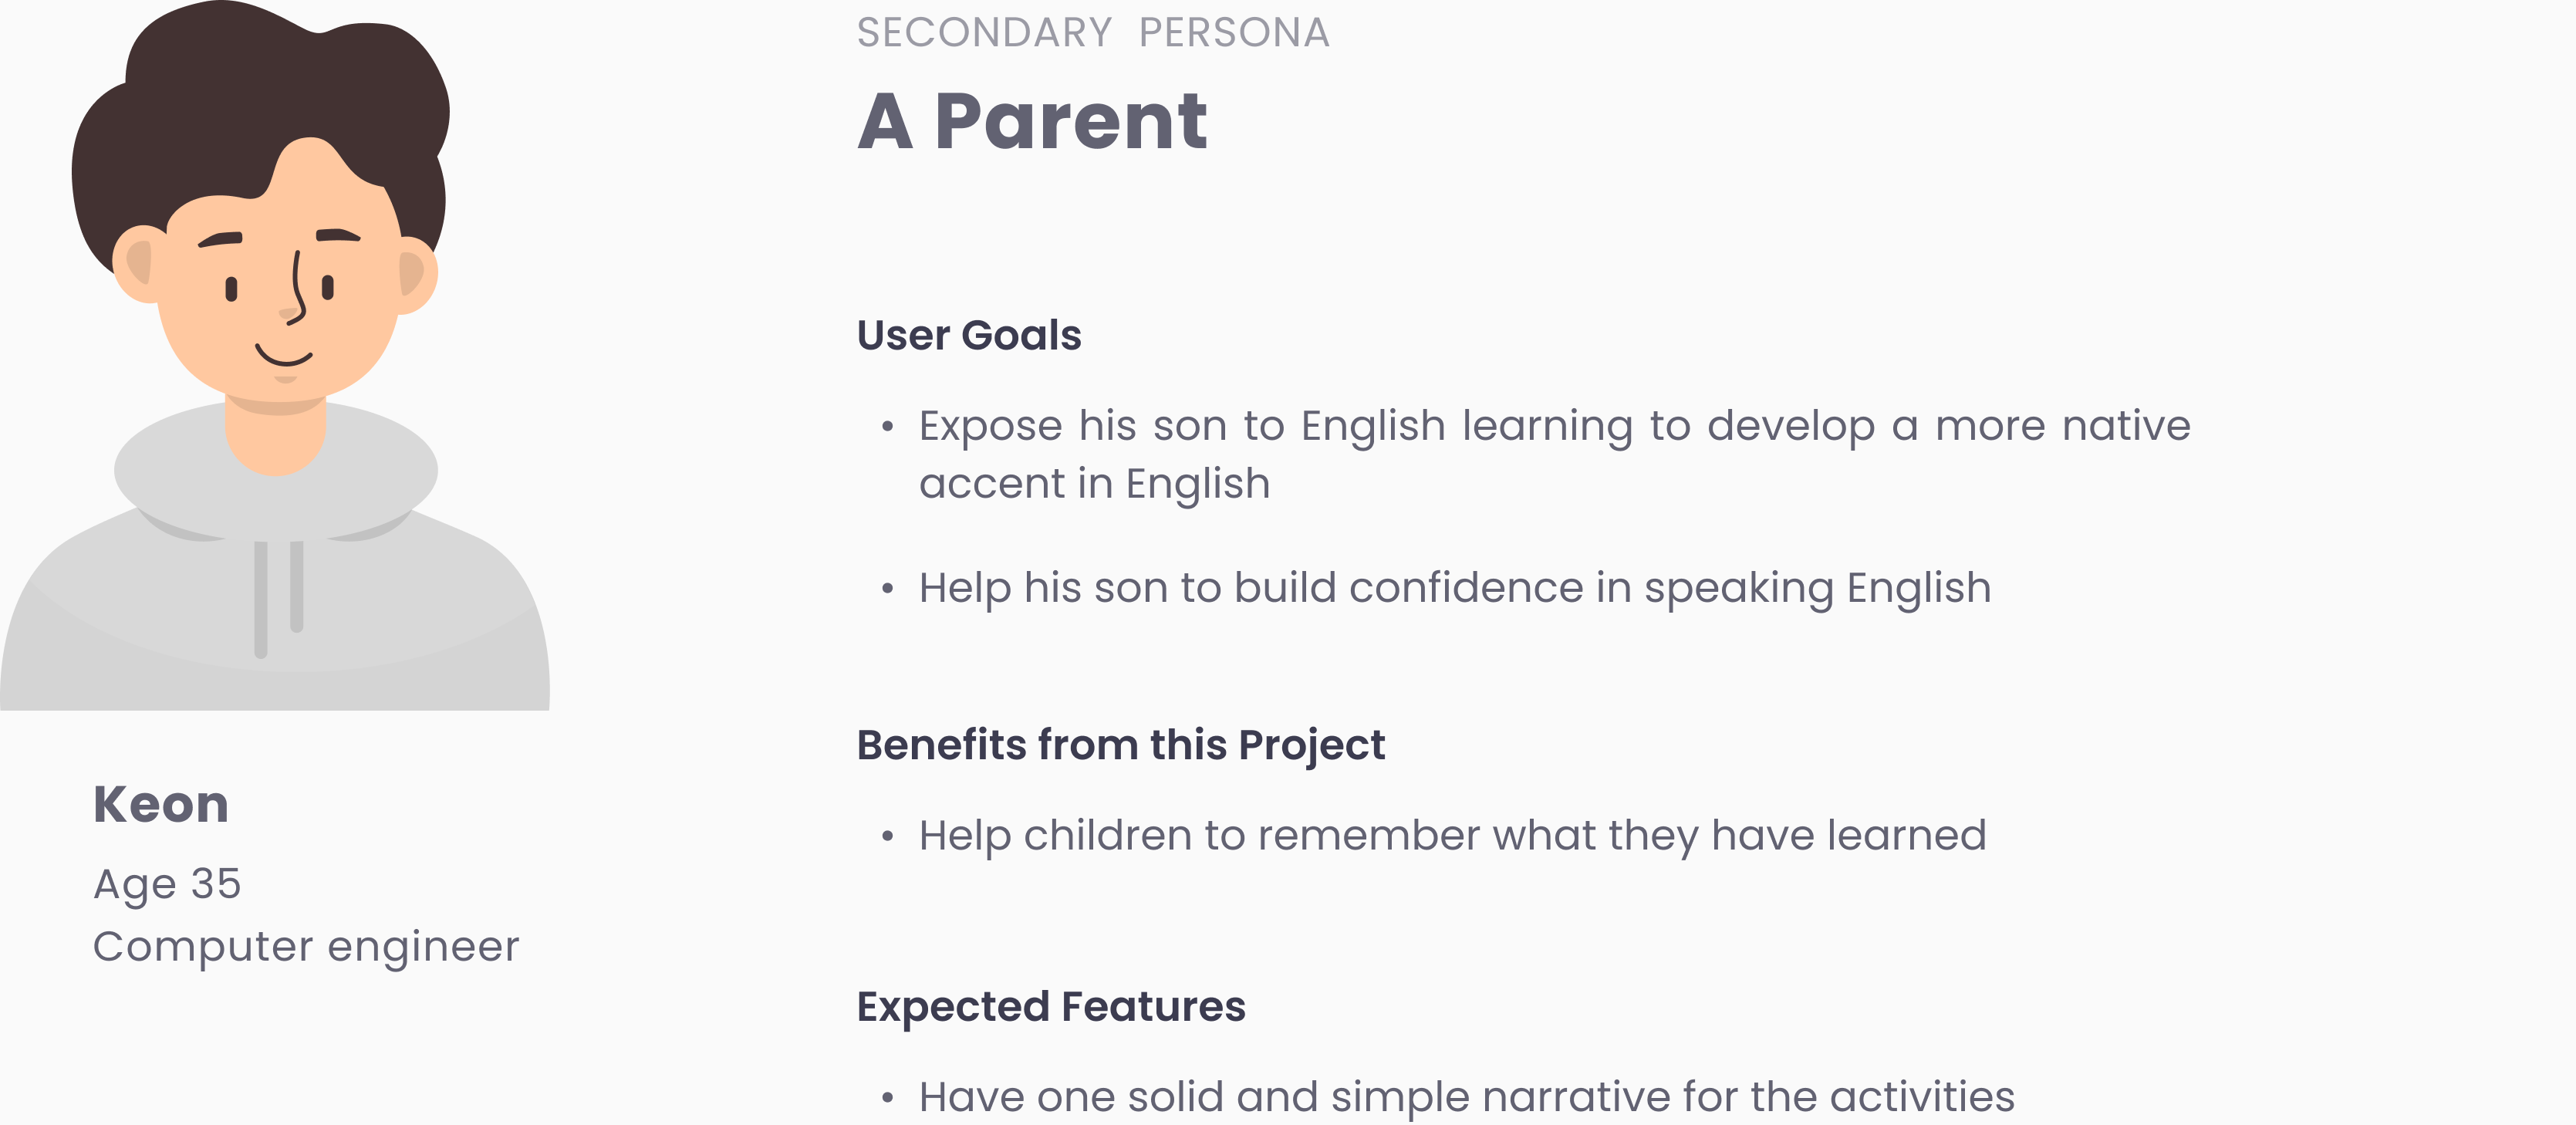 SECONDARY PERSONA
A Parent
User Goals
• Expose his son to English learning to develop a more native
accent in English
• Help his son to build confidence in speaking English
Benefits from this Project
• Help children to remember what they have learned
Expected Features
• Have one solid and simple narrative for the activities
Keon
Age 35
Computer engineer